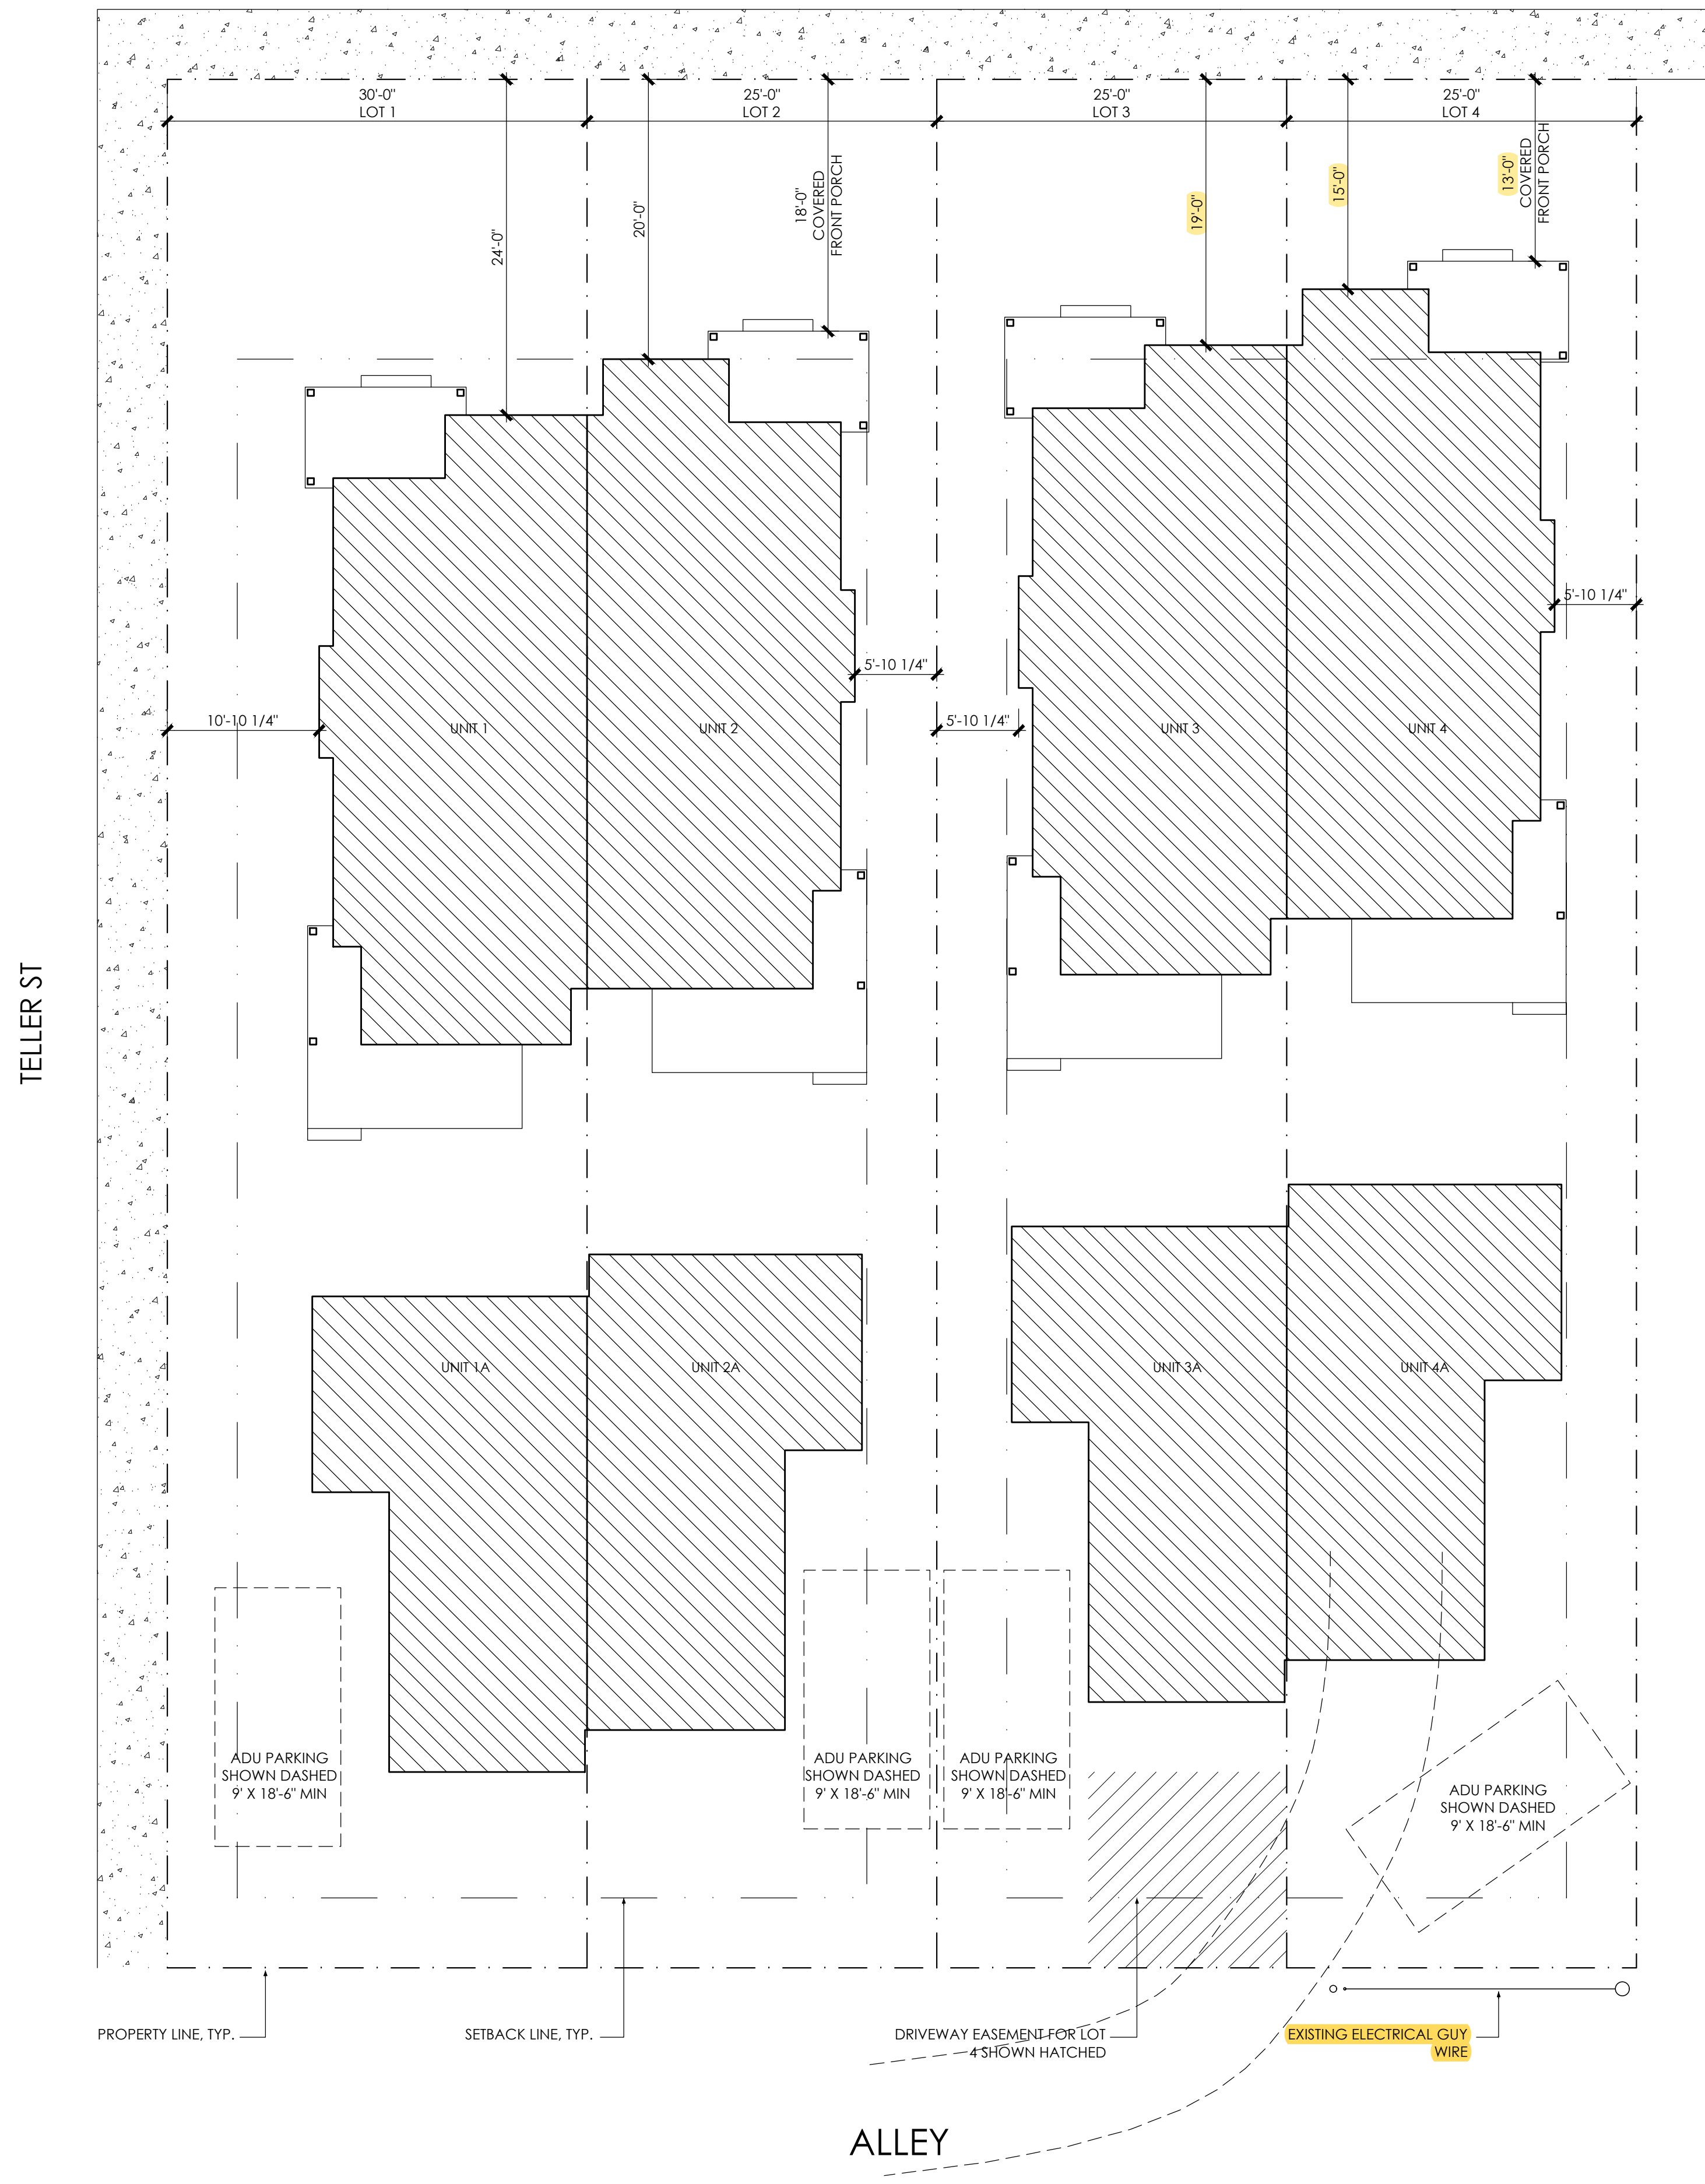 30'-0"
LOT 1
25'-0"
LOT 2
25'-0"
LOT 3
25'-0"
LOT 4
24'-0"
20'-0"
18'-0"
COVERED
FRONT PORCH
19'-0"
15'-0"
13'-0"
COVERED
FRONT PORCH
5'-10 1/4"
5'-10 1/4"
10'-10 1/4"
5'-10 1/4"
UNIT 1
UNIT 2
UNIT 3
UNIT 4
TELLER ST
UNIT 1A
UNIT 2A
UNIT 3A
UNIT 4A
ADU PARKING
SHOWN DASHED
9' X 18'-6" MIN
ADU PARKING
SHOWN DASHED
9' X 18'-6" MIN
ADU PARKING
SHOWN DASHED
9' X 18'-6" MIN
ADU PARKING
SHOWN DASHED
9' X 18'-6" MIN
PROPERTY LINE, TYP.
SETBACK LINE, TYP.
DRIVEWAY EASEMENT FOR LOT
4 SHOWN HATCHED
EXISTING ELECTRICAL GUY
WIRE
ALLEY